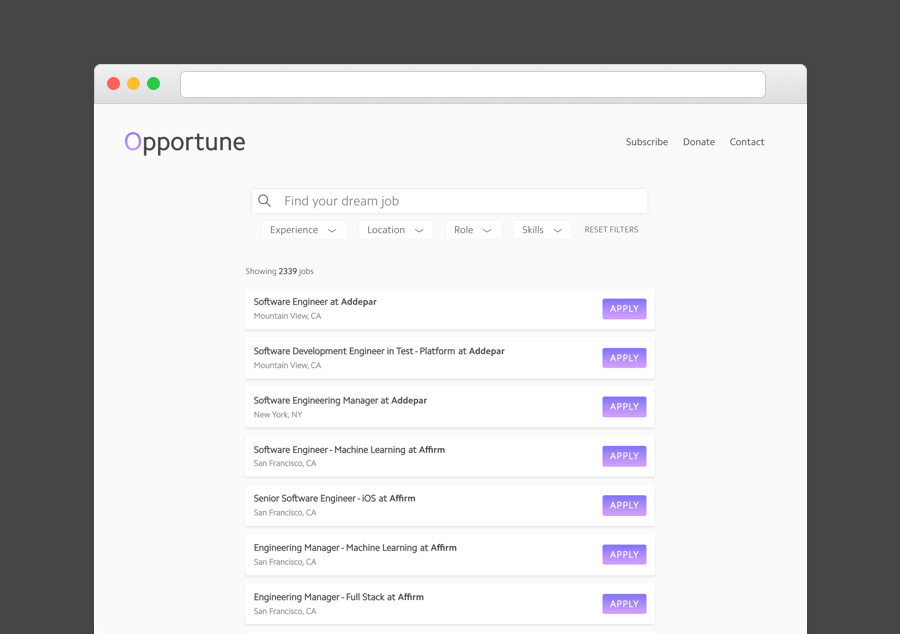 Opportune
Subscribe Donate Contact
Find your dream job
Experience Location Role Skills RESET FILTERS
Showing 2339 jobs
Software Engineer at Addepar
Mountain View, CA
APPLY
Software Development Engineer in Test - Platform at Addepar
Mountain View, CA
APPLY
Software Engineering Manager at Addepar
New York, NY
APPLY
Software Engineer - Machine Learning at Affirm
San Francisco, CA
APPLY
Senior Software Engineer - iOS at Affirm
San Francisco, CA
APPLY
Engineering Manager - Machine Learning at Affirm
San Francisco, CA
APPLY
Engineering Manager - Full Stack at Affirm
San Francisco, CA
APPLY